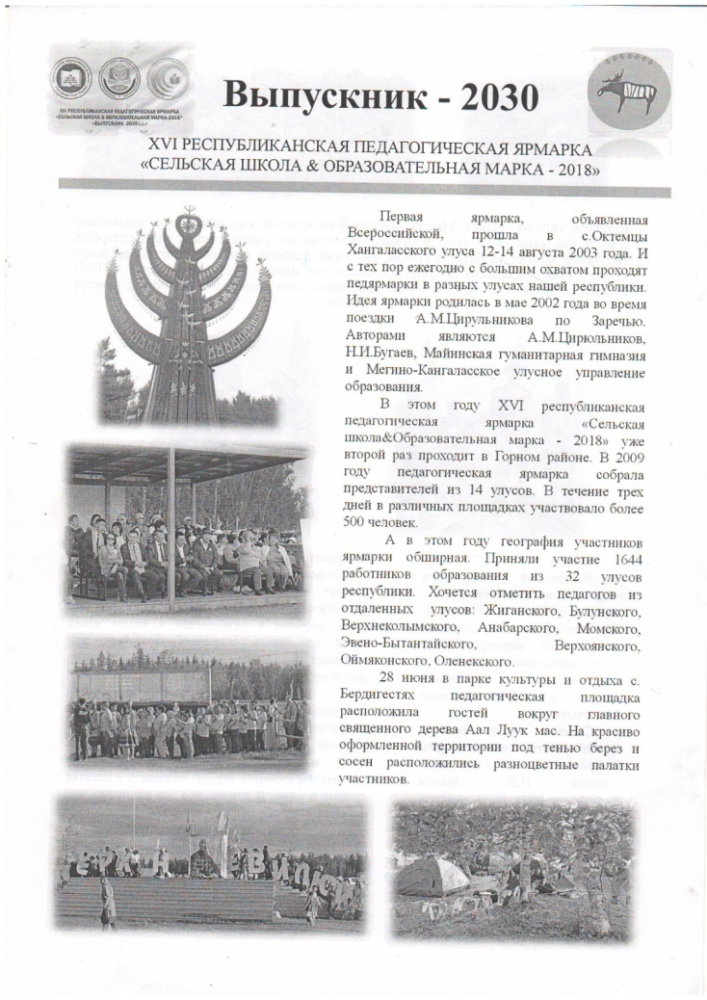 XVI РЕСПУБЛИКАНСКАЯ ПЕДАГОГИЧЕСКАЯ ЯРМАРКА
«СЕЛЬСКАЯ ШКОЛА & ОБРАЗОВАТЕЛЬНАЯ МАРКА-2018»
«ВЫПУСКНИК -2030 г.г.»
Выпускник - 2030
XVI РЕСПУБЛИКАНСКАЯ ПЕДАГОГИЧЕСКАЯ ЯРМАРКА
«СЕЛЬСКАЯ ШКОЛА & ОБРАЗОВАТЕЛЬНАЯ МАРКА - 2018»
Первая ярмарка, объявленная
Всероссийской, прошла в с.Октемцы
Хангаласского улуса 12-14 августа 2003 года. И
с тех пор ежегодно с большим охватом проходят
педярмарки в разных улусах нашей республики.
Идея ярмарки родилась в мае 2002 года во время
поездки А.М.Цирульникова по Заречью.
Авторами являются А.М.Цирюльников,
Н.И.Бугаев, Майинская гуманитарная гимназия
и Мегино-Кангаласское улусное управление
образования.
В этом году XVI республиканская
педагогическая ярмарка «Сельская
школа&Образовательная марка - 2018» уже
второй раз проходит в Горном районе. В 2009
году педагогическая ярмарка собрала
представителей из 14 улусов. В течение трех
дней в различных площадках участвовало более
500 человек.
А в этом году география участников
ярмарки обширная. Приняли участие 1644
работников образования из 32 улусов
республики. Хочется отметить педагогов из
отдаленных улусов: Жиганского, Булунского,
Верхнеколымского, Анабарского, Момского,
Эвено-Бытантайского, Верхоянского,
Оймяконского, Оленекского.
28 июня в парке культуры и отдыха с.
Бердигестях педагогическая площадка
расположила гостей вокруг главного
священного дерева Аал Луук мас. На красиво
оформленной территории под тенью берез и
сосен расположились разноцветные палатки
участников.